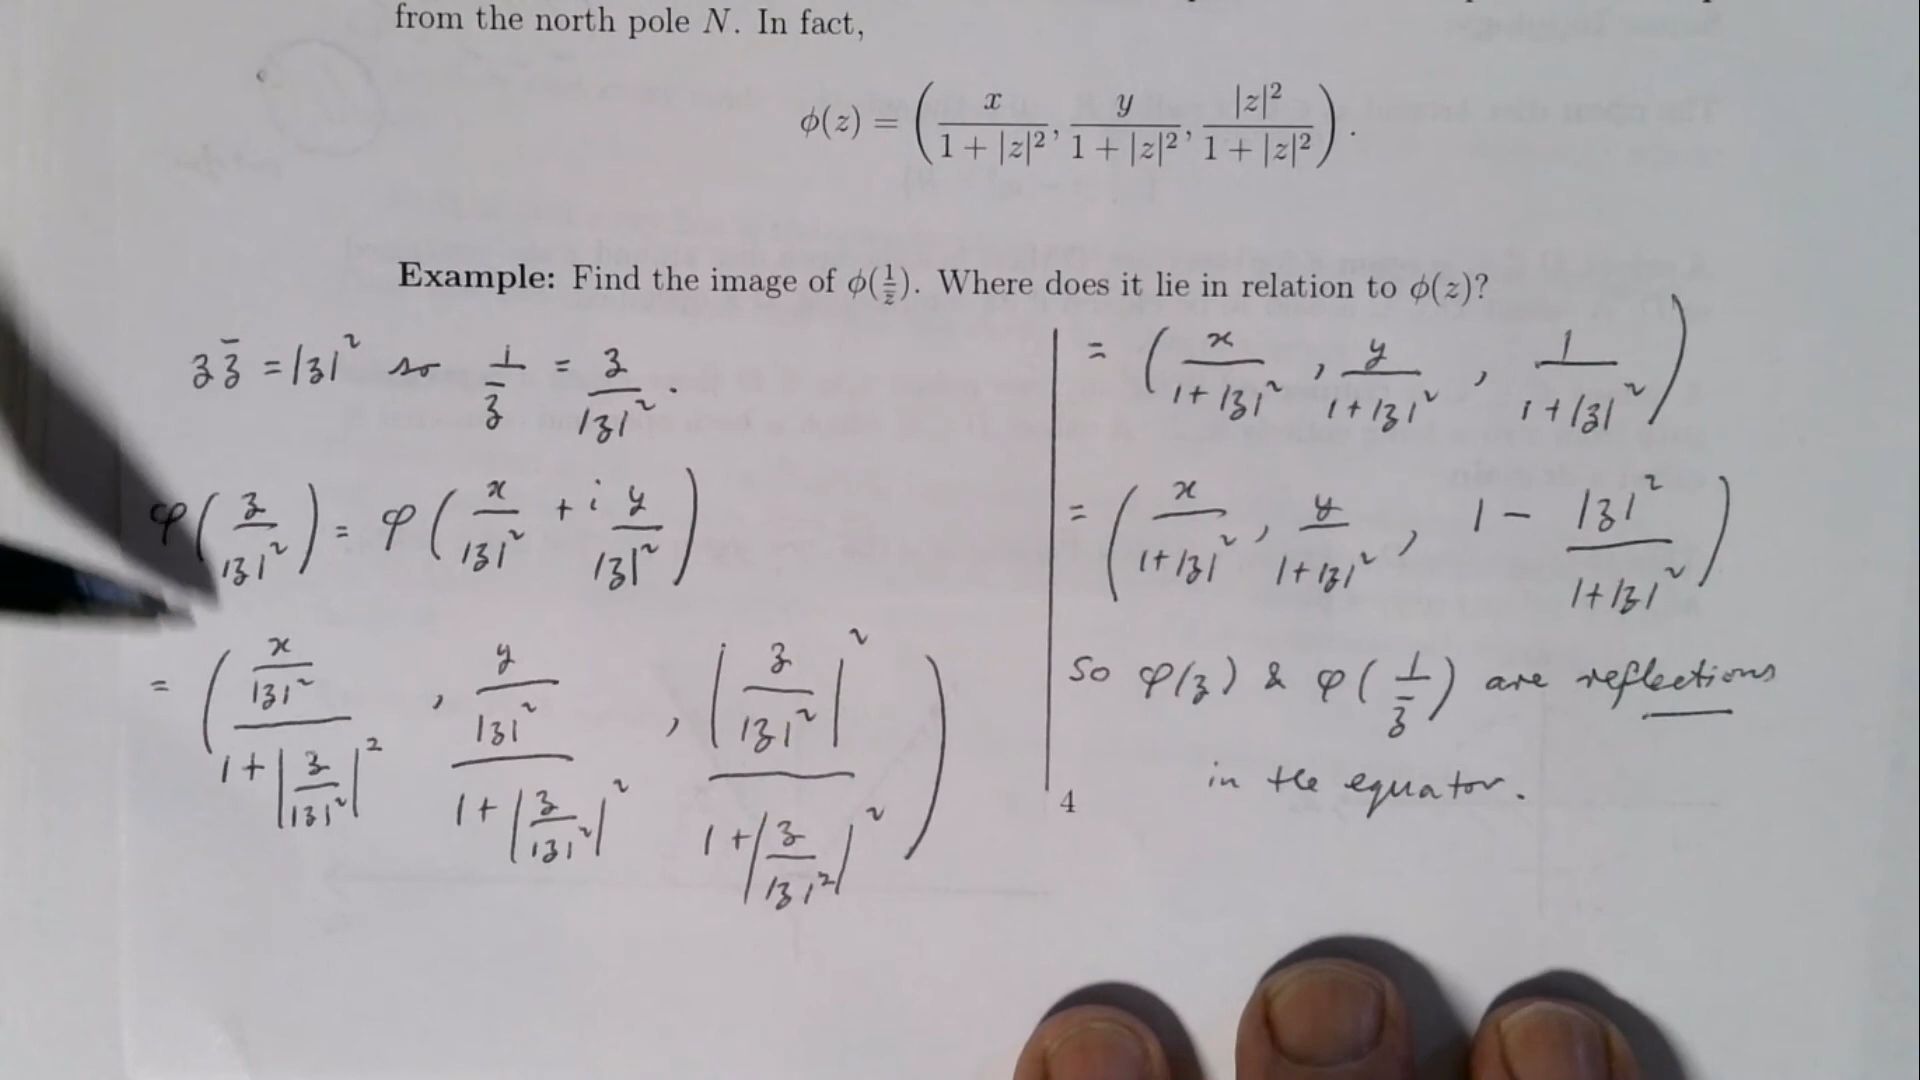 from the north pole N. In fact,
ϕ(z) = ( x / (1 + |z|²) , y / (1 + |z|²) , |z|² / (1 + |z|²) ) .
Example: Find the image of ϕ(1/z̄). Where does it lie in relation to ϕ(z)?
z z̄ = |z|² so 1/z̄ = z/|z|² .
φ( z/|z|² ) = φ( x/|z|² + i y/|z|² )
= ( (x/|z|²) / (1 + |z/|z|²|²) , (y/|z|²) / (1 + |z/|z|²|²) , |z/|z|²|² / (1 + |z/|z|²|²) )
= ( x / (1 + |z|²) , y / (1 + |z|²) , 1 / (1 + |z|²) )
= ( x / (1 + |z|²) , y / (1 + |z|²) , 1 − |z|² / (1 + |z|²) )
So φ(z) & φ( 1/z̄ ) are reflections
in the equator.
4